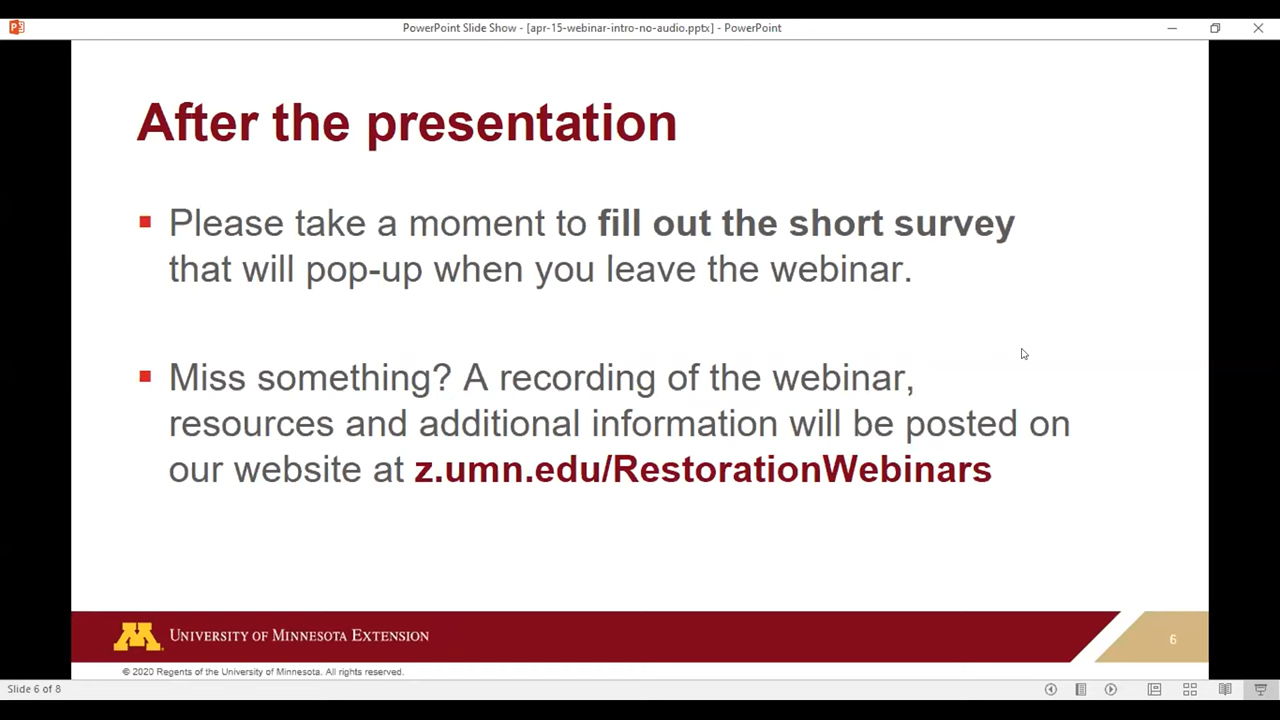 PowerPoint Slide Show - [apr-15-webinar-intro-no-audio.pptx] - PowerPoint
After the presentation
Please take a moment to fill out the short survey
that will pop-up when you leave the webinar.
Miss something? A recording of the webinar,
resources and additional information will be posted on
our website at z.umn.edu/RestorationWebinars
M UNIVERSITY OF MINNESOTA EXTENSION
6
© 2020 Regents of the University of Minnesota. All rights reserved.
Slide 6 of 8